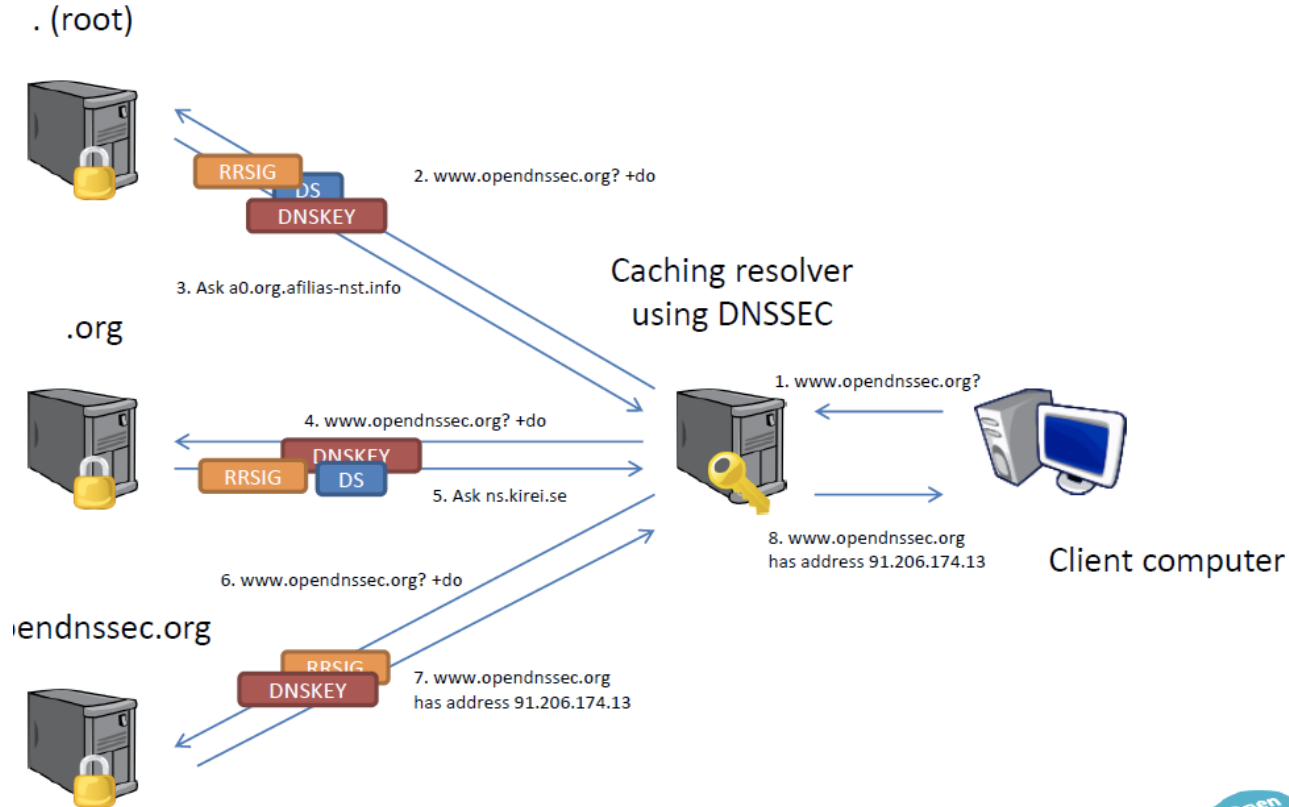 . (root)
RRSIG
DS
DNSKEY
2. www.opendnssec.org? +do
3. Ask a0.org.afilias-nst.info
Caching resolver
using DNSSEC
.org
1. www.opendnssec.org?
4. www.opendnssec.org? +do
DNSKEY
RRSIG
DS
5. Ask ns.kirei.se
8. www.opendnssec.org
has address 91.206.174.13
Client computer
6. www.opendnssec.org? +do
endnssec.org
RRSIG
DNSKEY
7. www.opendnssec.org
has address 91.206.174.13